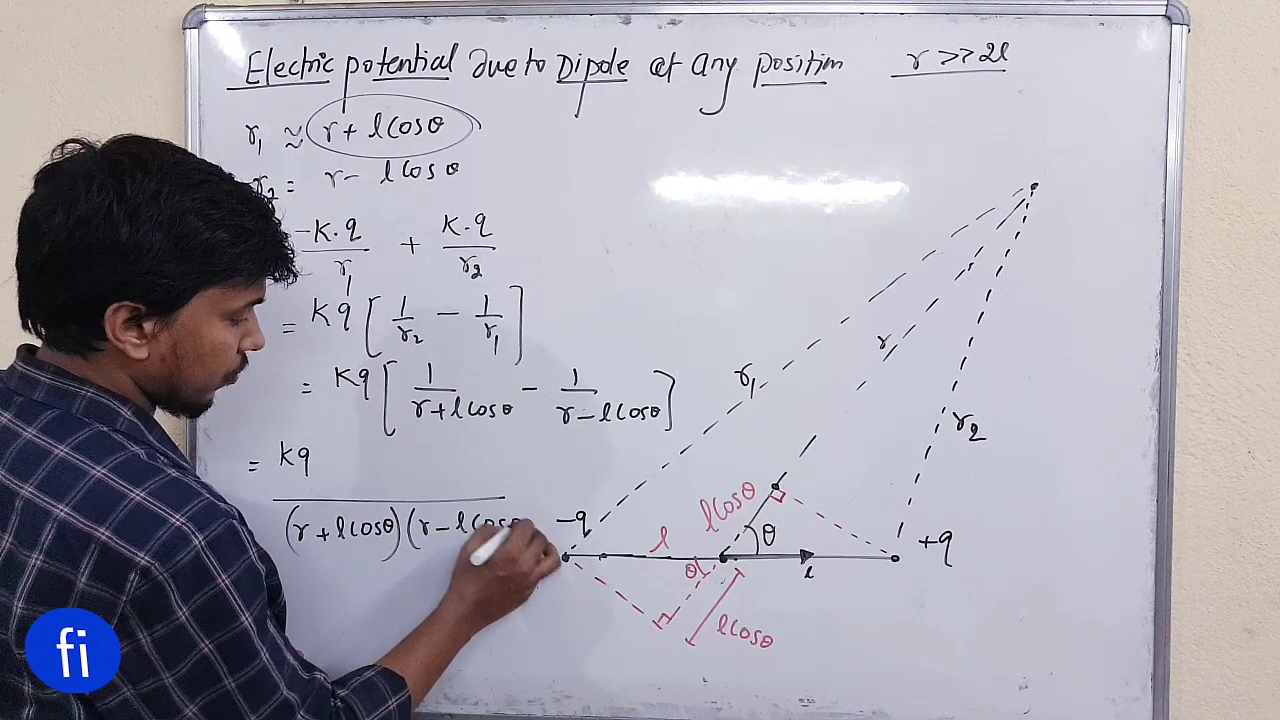 Electric potential due to Dipole at any position r >> 2l
r₁ ≈ r + l cos θ
r₂ = r - l cos θ
-K.q/r₁ + K.q/r₂
= Kq [1/r₂ - 1/r₁]
= Kq [1/(r+l cos θ) - 1/(r-l cos θ)]
= Kq
(r + l cos θ)(r - l cos θ
r
r₁
r₂
l cos θ
θ
-q
l
+q
θ
l
l cos θ
fi